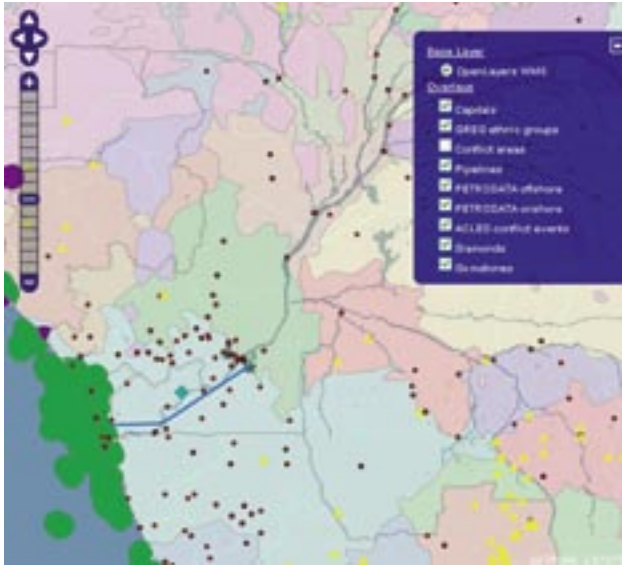 Base Layer
OpenLayers WMS
Overlays
Capitals
GREG ethnic groups
Conflict areas
Pipelines
PETRODATA offshore
PETRODATA onshore
ACLED conflict events
Diamonds
Gemstones